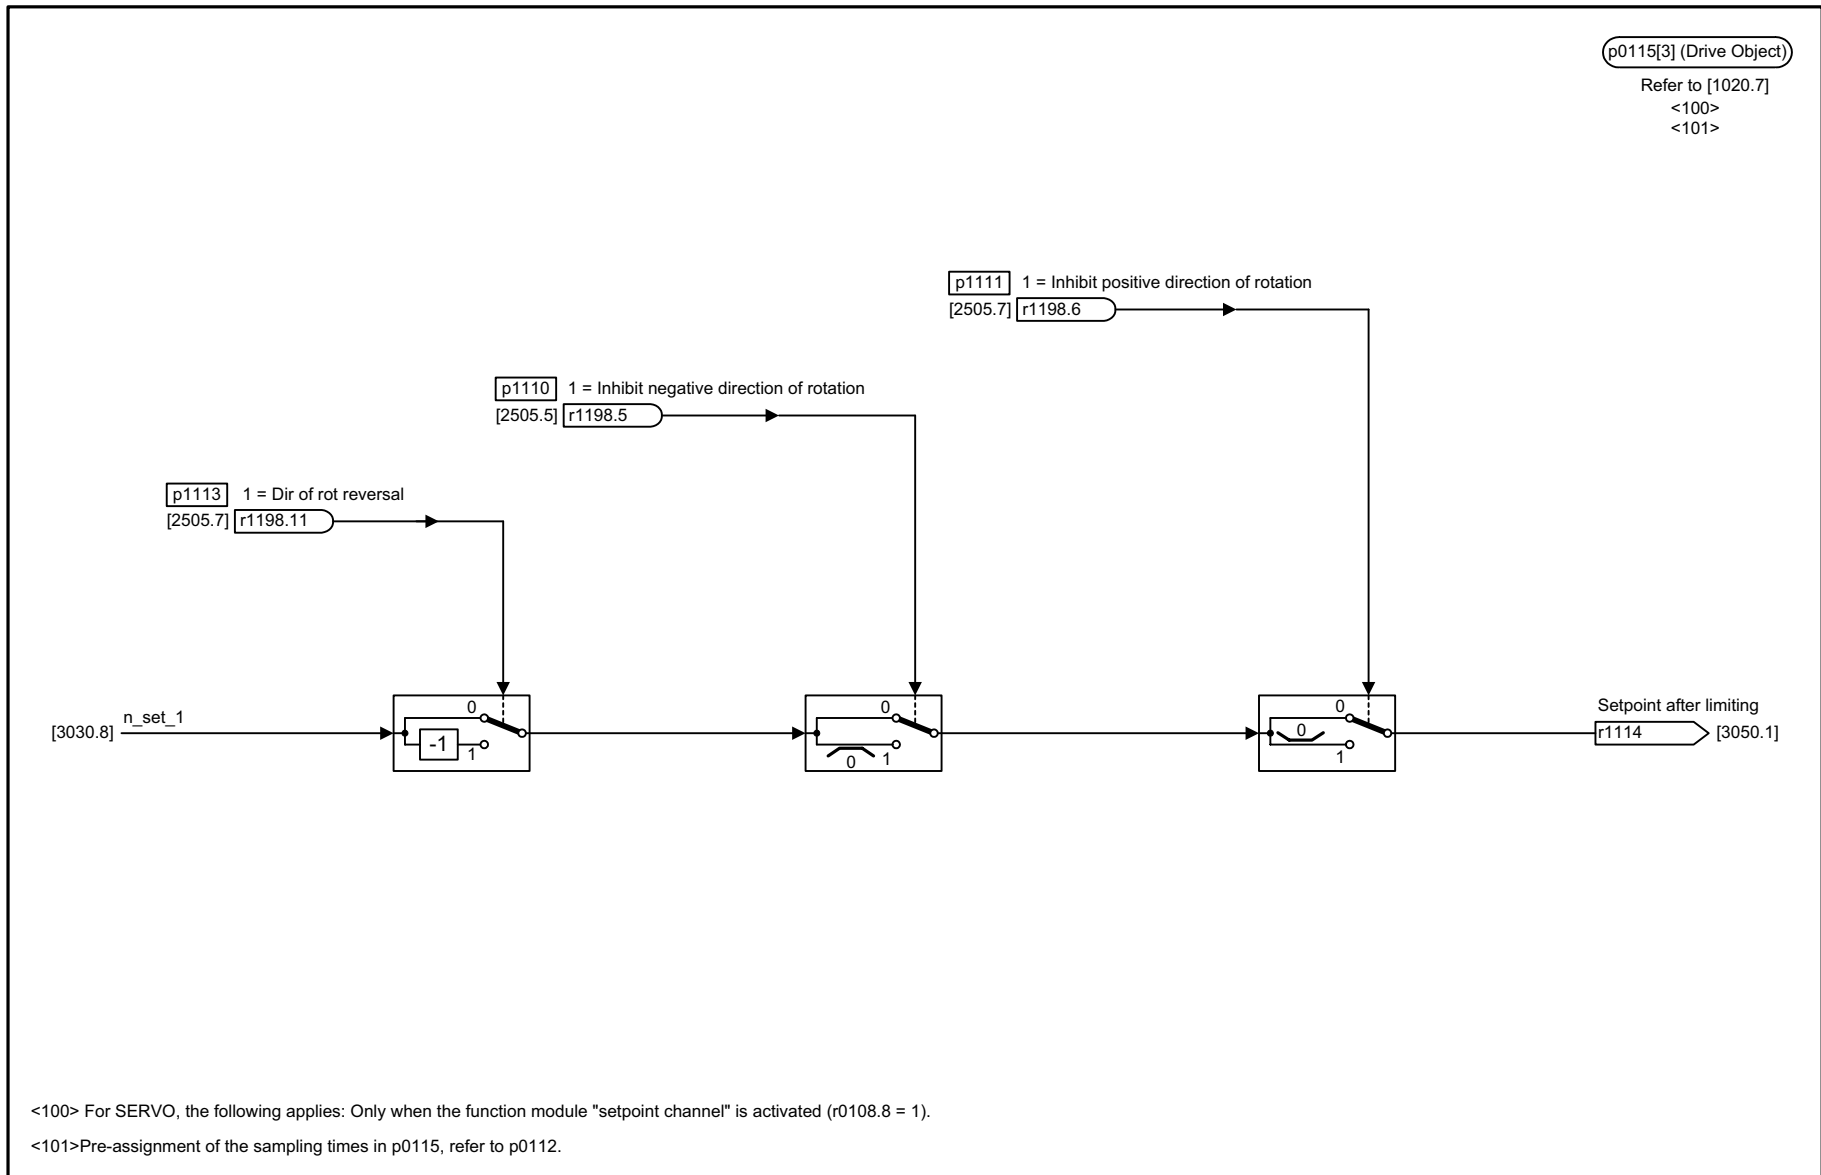 p0115[3] (Drive Object)
Refer to [1020.7]
<100>
<101>
p1111 1 = Inhibit positive direction of rotation
[2505.7] r1198.6
p1110 1 = Inhibit negative direction of rotation
[2505.5] r1198.5
p1113 1 = Dir of rot reversal
[2505.7] r1198.11
[3030.8] n_set_1
0
-1
1
0
0
1
0
0
1
Setpoint after limiting
r1114 [3050.1]
<100> For SERVO, the following applies: Only when the function module "setpoint channel" is activated (r0108.8 = 1).
<101>Pre-assignment of the sampling times in p0115, refer to p0112.